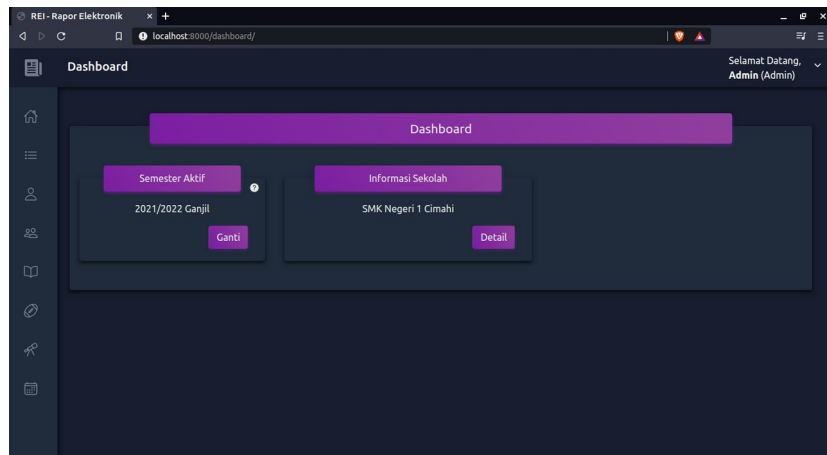 REI - Rapor Elektronik
localhost:8000/dashboard/
Dashboard
Selamat Datang,
Admin (Admin)
Dashboard
Semester Aktif
Informasi Sekolah
2021/2022 Ganjil
SMK Negeri 1 Cimahi
Ganti
Detail